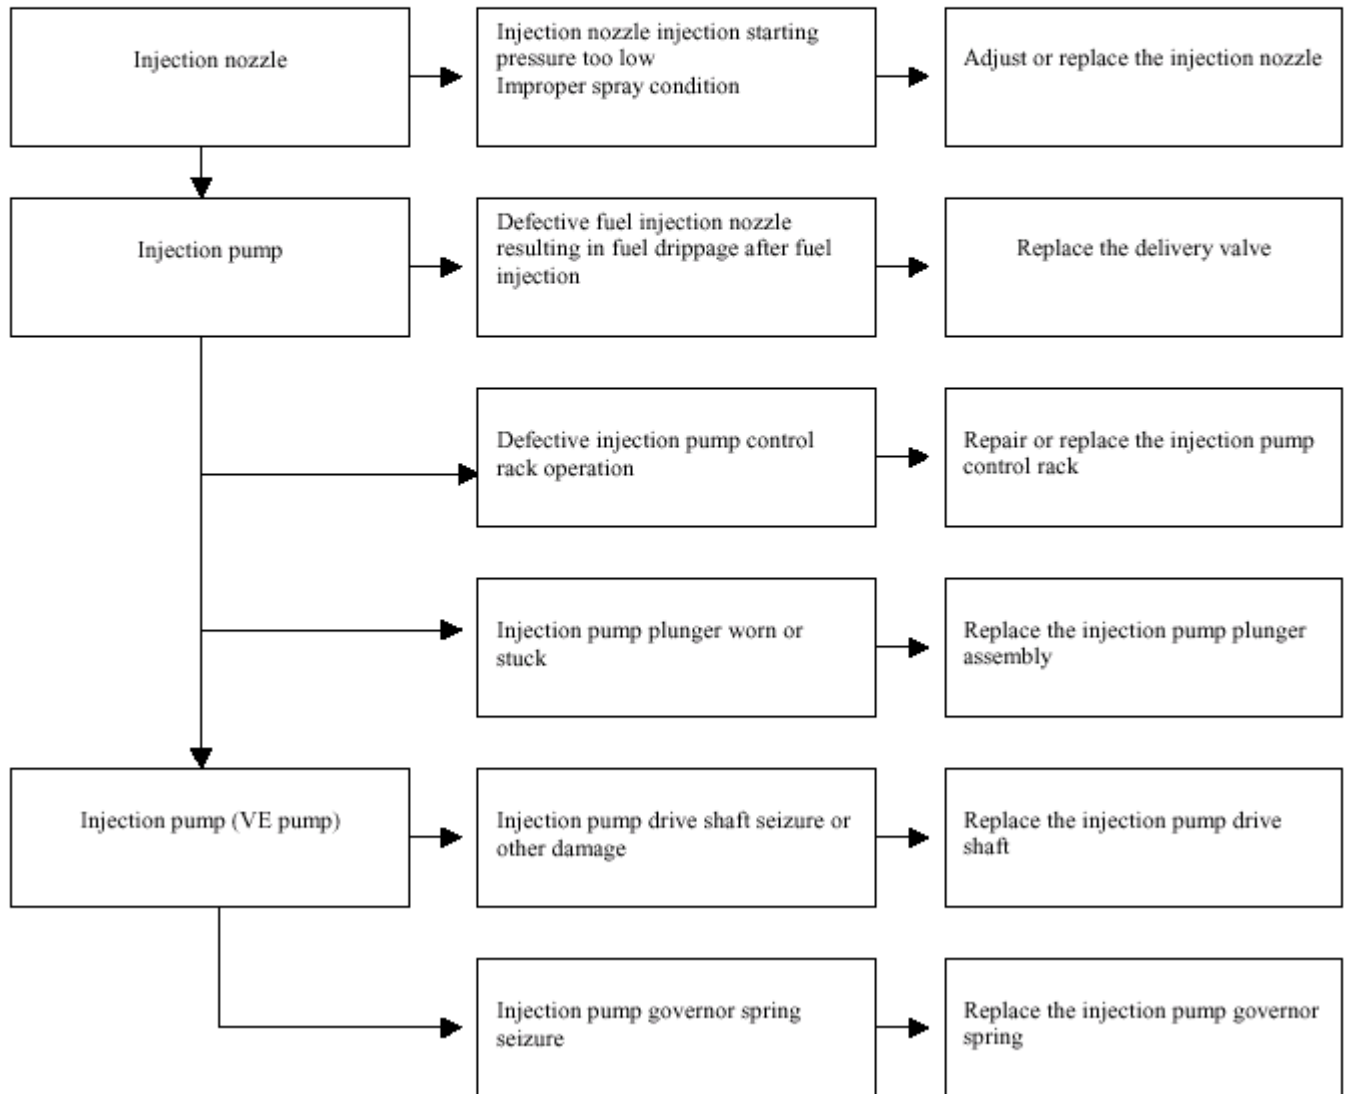 Injection nozzle
Injection nozzle injection starting
pressure too low
Improper spray condition
Adjust or replace the injection nozzle
Injection pump
Defective fuel injection nozzle
resulting in fuel drippage after fuel
injection
Replace the delivery valve
Defective injection pump control
rack operation
Repair or replace the injection pump
control rack
Injection pump plunger worn or
stuck
Replace the injection pump plunger
assembly
Injection pump (VE pump)
Injection pump drive shaft seizure or
other damage
Replace the injection pump drive
shaft
Injection pump governor spring
seizure
Replace the injection pump governor
spring